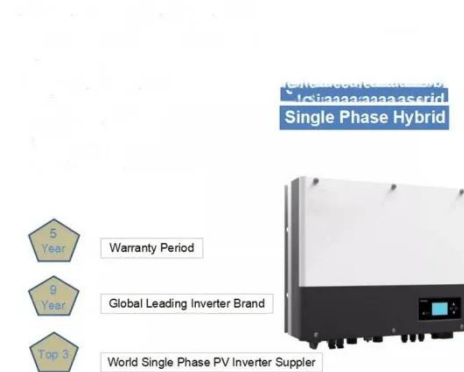 Single Phase Hybrid
5
Year
Warranty Period
9
Year
Global Leading Inverter Brand
Top 3
World Single Phase PV Inverter Suppler